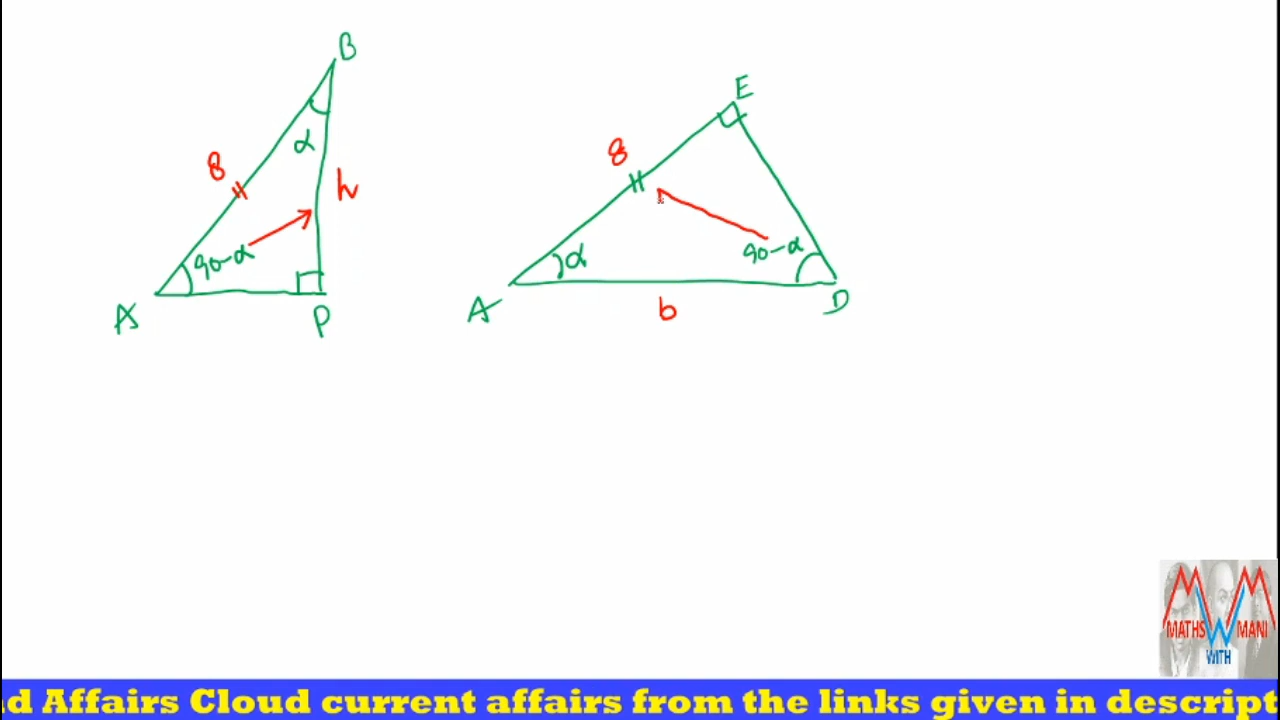 B
α
8
h
90-α
A
P
E
8
α
90-α
A
b
D
MATHS MANI
WITH
d Affairs Cloud current affairs from the links given in descript